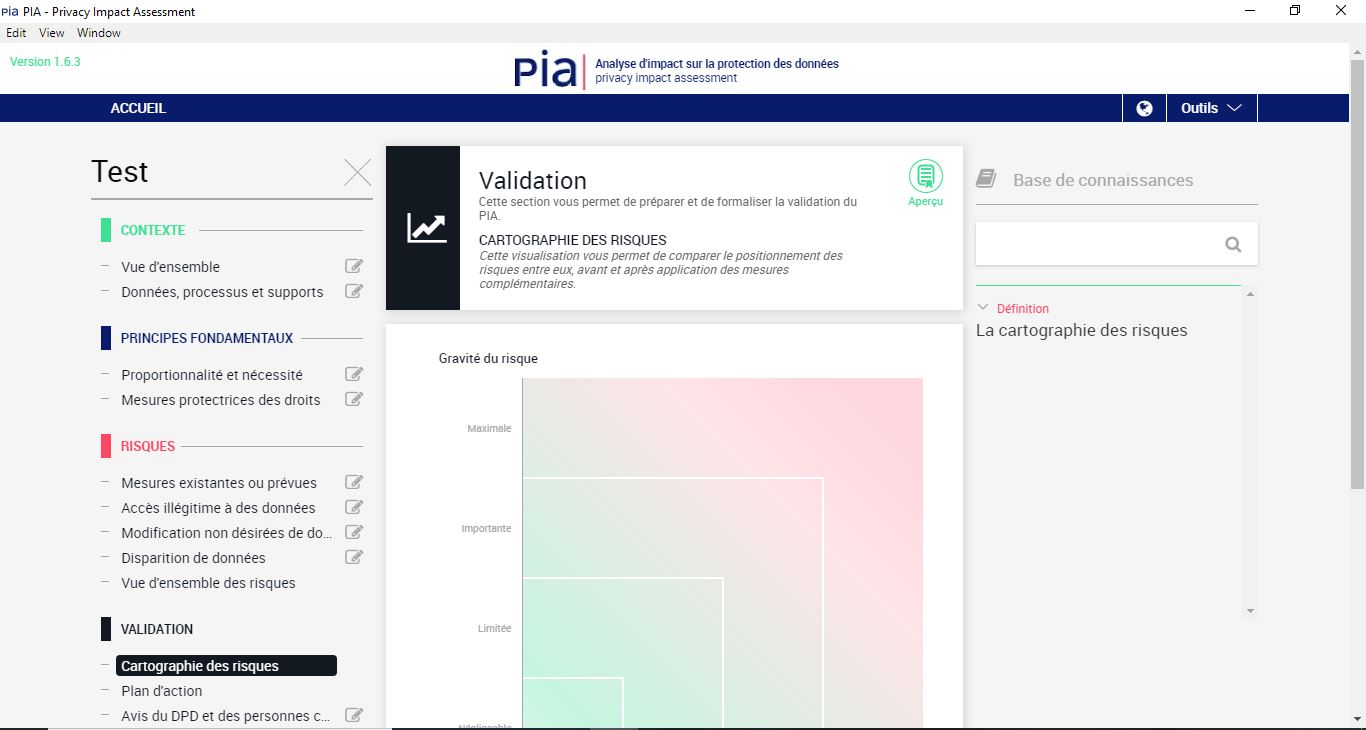 pia PIA - Privacy Impact Assessment
Edit View Window
Version 1.6.3
pia
Analyse d'impact sur la protection des données
privacy impact assessment
ACCUEIL
Outils
Test
CONTEXTE
Vue d'ensemble
Données, processus et supports
PRINCIPES FONDAMENTAUX
Proportionnalité et nécessité
Mesures protectrices des droits
RISQUES
Mesures existantes ou prévues
Accès illégitime à des données
Modification non désirées de do...
Disparition de données
Vue d'ensemble des risques
VALIDATION
Cartographie des risques
Plan d'action
Avis du DPD et des personnes c...
Validation
Cette section vous permet de préparer et de formaliser la validation du
PIA.
CARTOGRAPHIE DES RISQUES
Cette visualisation vous permet de comparer le positionnement des
risques entre eux, avant et après application des mesures
complémentaires.
Aperçu
Gravité du risque
Maximale
Importante
Limitée
Négligeable
Base de connaissances
Définition
La cartographie des risques